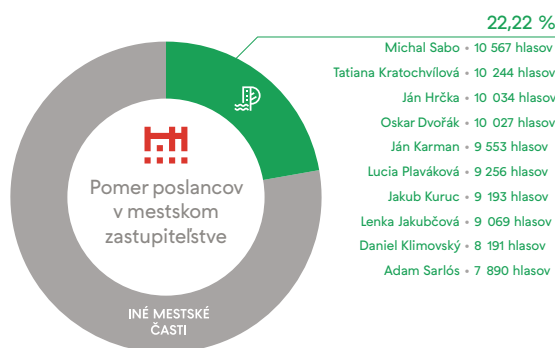 22,22 %
Michal Sabo • 10 567 hlasov
Tatiana Kratochvílová • 10 244 hlasov
Ján Hrčka • 10 034 hlasov
Oskar Dvořák • 10 027 hlasov
Ján Karman • 9 553 hlasov
Lucia Plaváková • 9 256 hlasov
Jakub Kuruc • 9 193 hlasov
Lenka Jakubčová • 9 069 hlasov
Daniel Klimovský • 8 191 hlasov
Adam Sarlós • 7 890 hlasov
Pomer poslancov
v mestskom
zastupiteľstve
INÉ MESTSKÉ
ČASTI